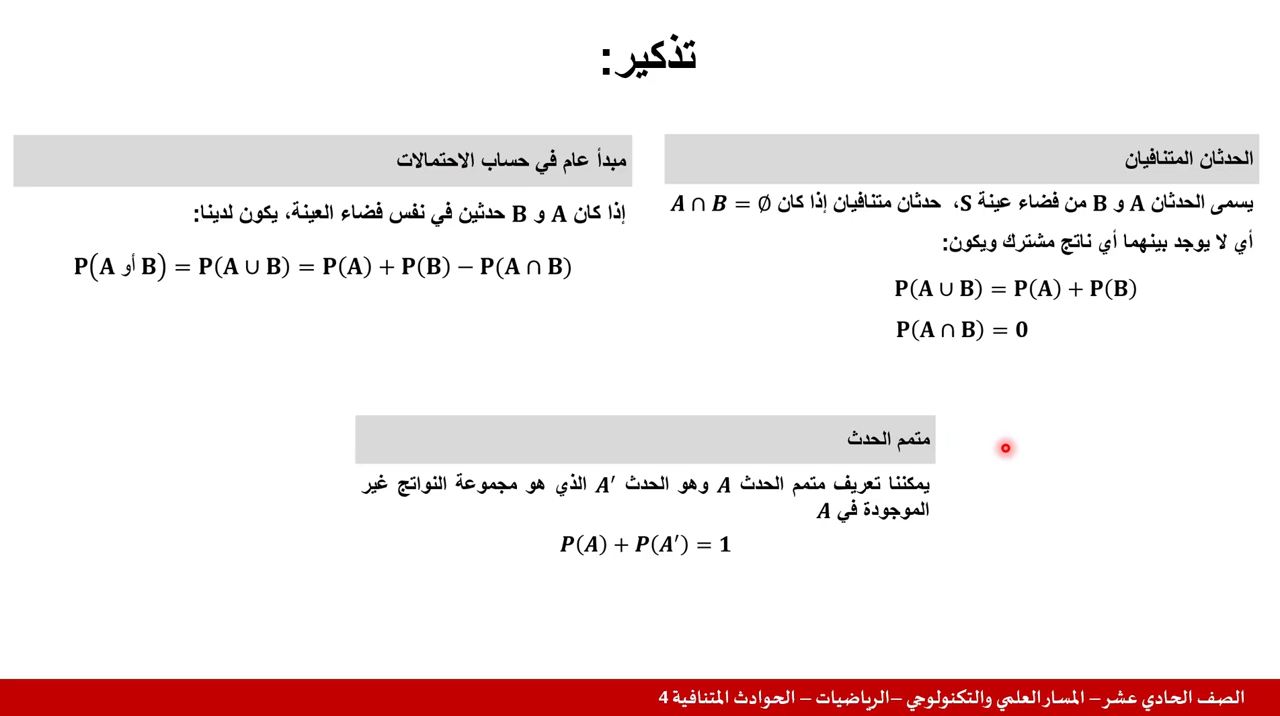 تذكير:
الحدثان المتنافيان
يسمى الحدثان A و B من فضاء عينة S، حدثان متنافيان إذا كان A ∩ B = ∅
أي لا يوجد بينهما أي ناتج مشترك ويكون:
P(A ∪ B) = P(A) + P(B)
P(A ∩ B) = 0
مبدأ عام في حساب الاحتمالات
إذا كان A و B حدثين في نفس فضاء العينة، يكون لدينا:
P(A أو B) = P(A ∪ B) = P(A) + P(B) − P(A ∩ B)
متمم الحدث
يمكننا تعريف متمم الحدث A وهو الحدث A′ الذي هو مجموعة النواتج غير
الموجودة في A
P(A) + P(A′) = 1
الصف الحادي عشر – المسار العلمي والتكنولوجي –الرياضيات – الحوادث المتنافية 4